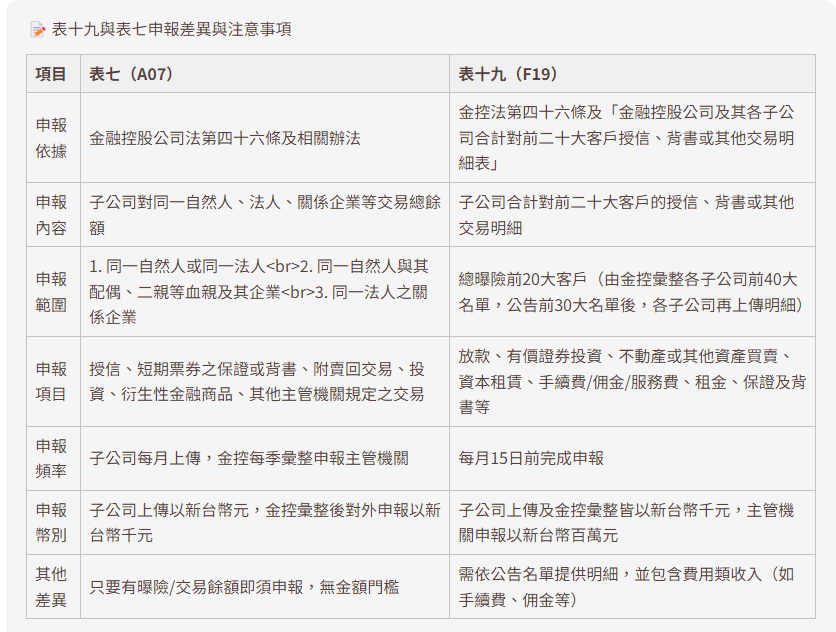 📝 表十九與表七申報差異與注意事項
項目 表七（A07） 表十九（F19）
申報
依據
金融控股公司法第四十六條及相關辦法
金控法第四十六條及「金融控股公司及其各子公
司合計對前二十大客戶授信、背書或其他交易明
細表」
申報
內容
子公司對同一自然人、法人、關係企業等交易總餘
額
子公司合計對前二十大客戶的授信、背書或其他
交易明細
申報
範圍
1. 同一自然人或同一法人<br>2. 同一自然人與其
配偶、二親等血親及其企業<br>3. 同一法人之關
係企業
總曝險前20大客戶（由金控彙整各子公司前40大
名單，公告前30大名單後，各子公司再上傳明細）
申報
項目
授信、短期票券之保證或背書、附賣回交易、投
資、衍生性金融商品、其他主管機關規定之交易
放款、有價證券投資、不動產或其他資產買賣、
資本租賃、手續費/佣金/服務費、租金、保證及背
書等
申報
頻率
子公司每月上傳，金控每季彙整申報主管機關
每月15日前完成申報
申報
幣別
子公司上傳以新台幣元，金控彙整後對外申報以新
台幣千元
子公司上傳及金控彙整皆以新台幣千元，主管機
關申報以新台幣百萬元
其他
差異
只要有曝險/交易餘額即須申報，無金額門檻
需依公告名單提供明細，並包含費用類收入（如
手續費、佣金等）